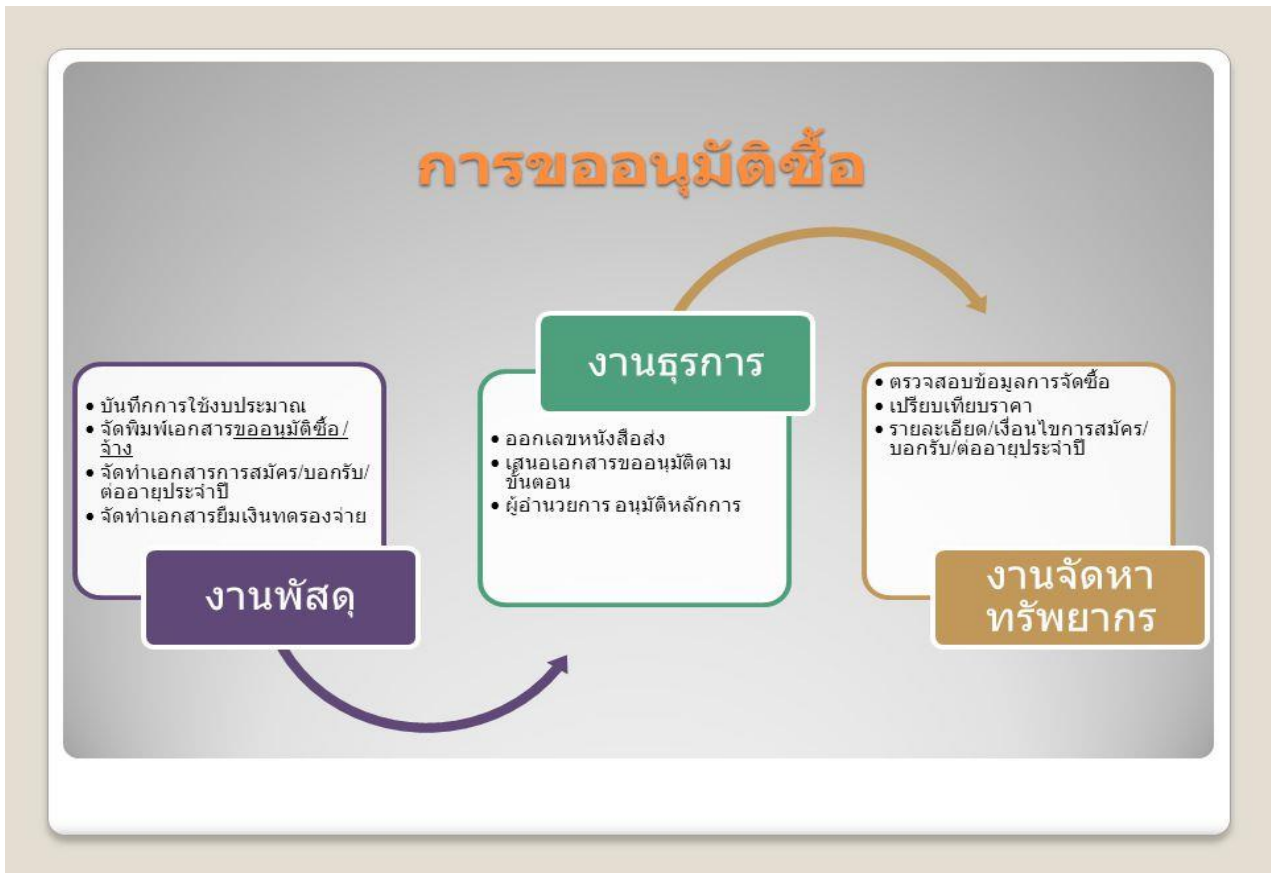 การขออนุมัติซื้อ
• บันทึกการใช้งบประมาณ
• จัดพิมพ์เอกสารขออนุมัติซื้อ/
จ้าง
• จัดทำเอกสารการสมัคร/บอกรับ/
ต่ออายุประจำปี
• จัดทำเอกสารยืมเงินทดรองจ่าย
งานพัสดุ
งานธุรการ
• ออกเลขหนังสือส่ง
• เสนอเอกสารขออนุมัติตาม
ขั้นตอน
• ผู้อำนวยการ อนุมัติหลักการ
• ตรวจสอบข้อมูลการจัดซื้อ
• เปรียบเทียบราคา
• รายละเอียด/เงื่อนไขการสมัคร/
บอกรับ/ต่ออายุประจำปี
งานจัดหา
ทรัพยากร